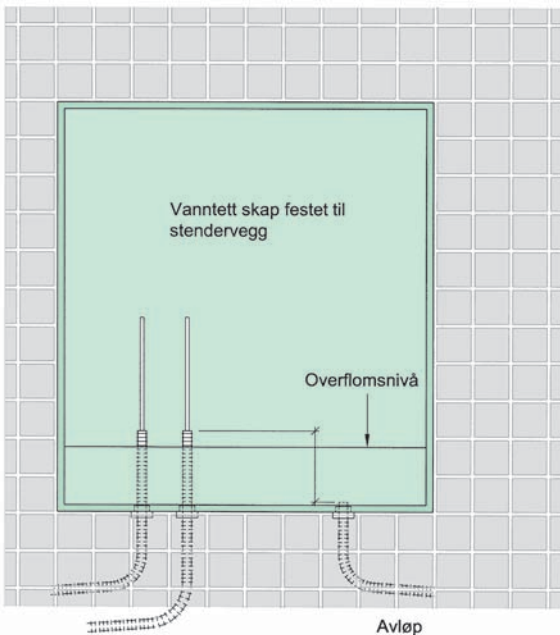 Vanntett skap festet til
stendervegg
Overflomsnivå
Avløp